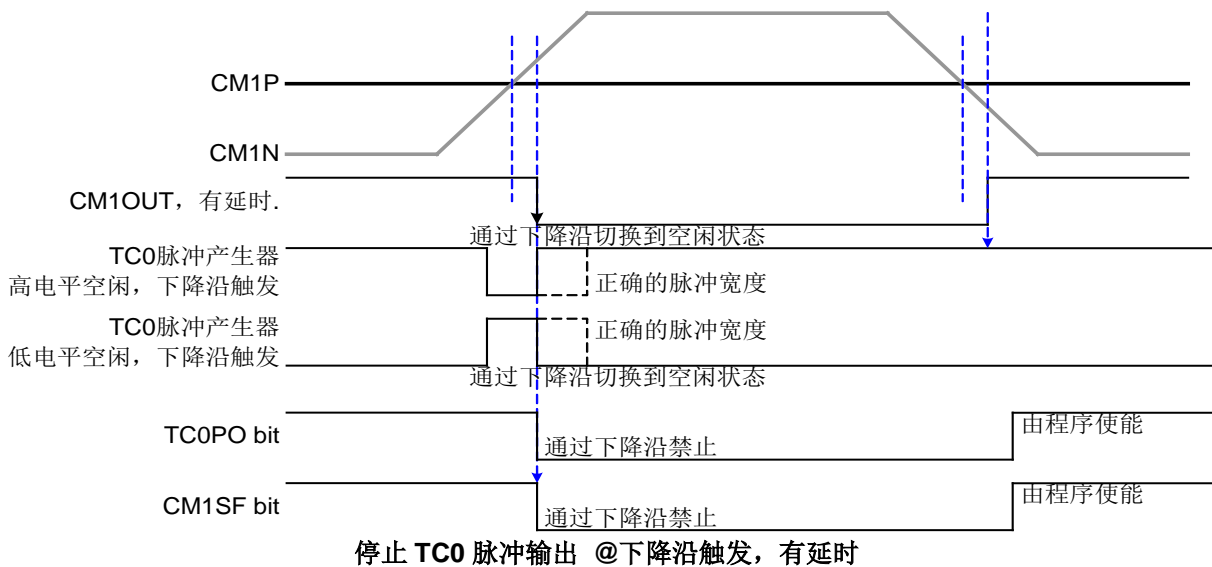 CM1P
CM1N
CM1OUT，有延时.
通过下降沿切换到空闲状态
TC0脉冲产生器
高电平空闲，下降沿触发
正确的脉冲宽度
TC0脉冲产生器
低电平空闲，下降沿触发
正确的脉冲宽度
通过下降沿切换到空闲状态
TC0PO bit
通过下降沿禁止
由程序使能
CM1SF bit
通过下降沿禁止
由程序使能
停止 TC0 脉冲输出 @下降沿触发，有延时